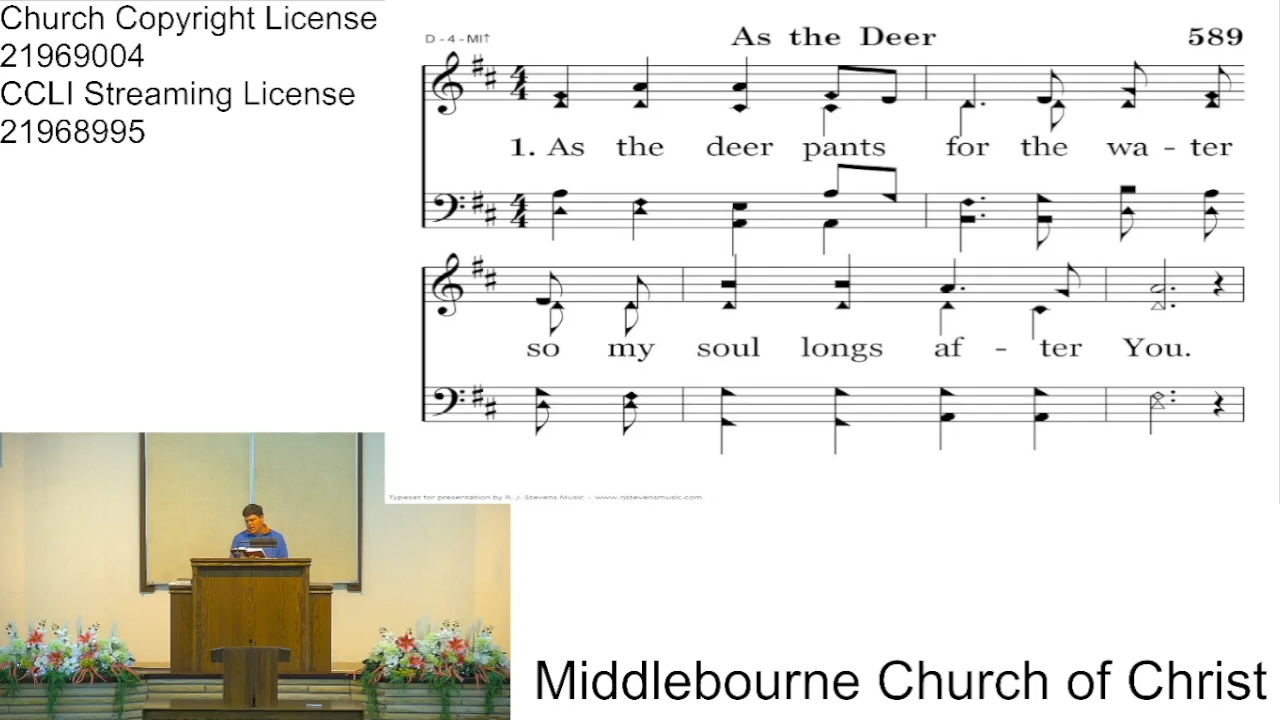 Church Copyright License
21969004
CCLI Streaming License
21968995
D - 4 - MI↑
As the Deer
589
1. As the deer pants for the wa - ter
so my soul longs af - ter You.
Typeset for presentation by R. J. Stevens Music - www.rjstevensmusic.com
Middlebourne Church of Christ